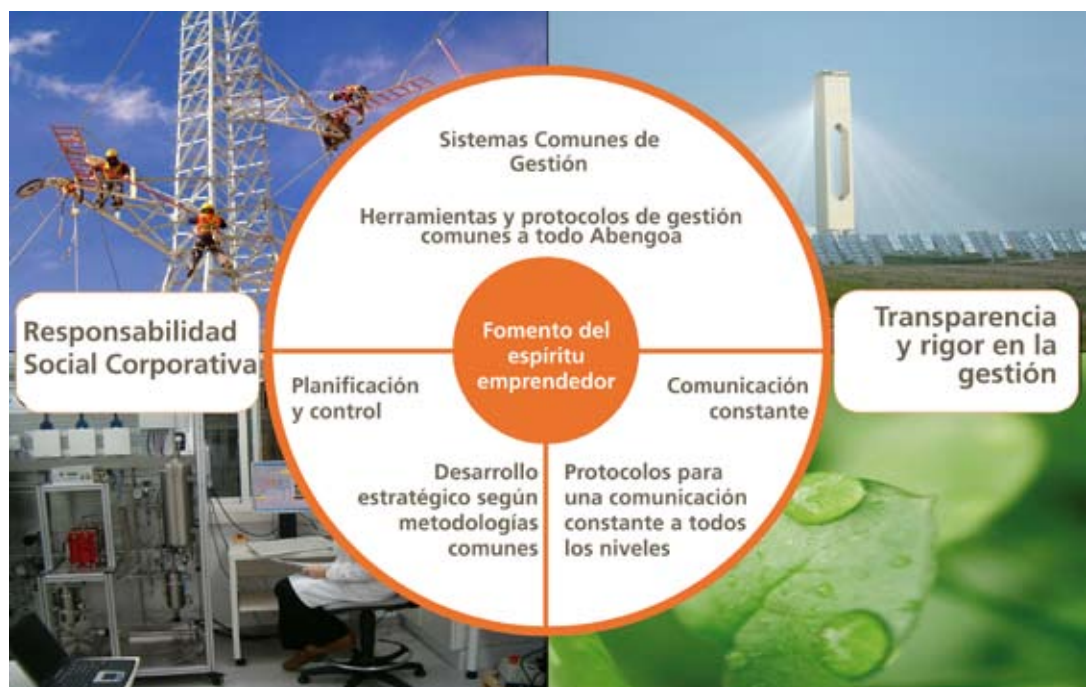 Sistemas Comunes de
Gestión
Herramientas y protocolos de gestión
comunes a todo Abengoa
Responsabilidad
Social Corporativa
Fomento del
espíritu
emprendedor
Transparencia
y rigor en la
gestión
Planificación
y control
Comunicación
constante
Desarrollo
estratégico según
metodologías
comunes
Protocolos para
una comunicación
constante a todos
los niveles